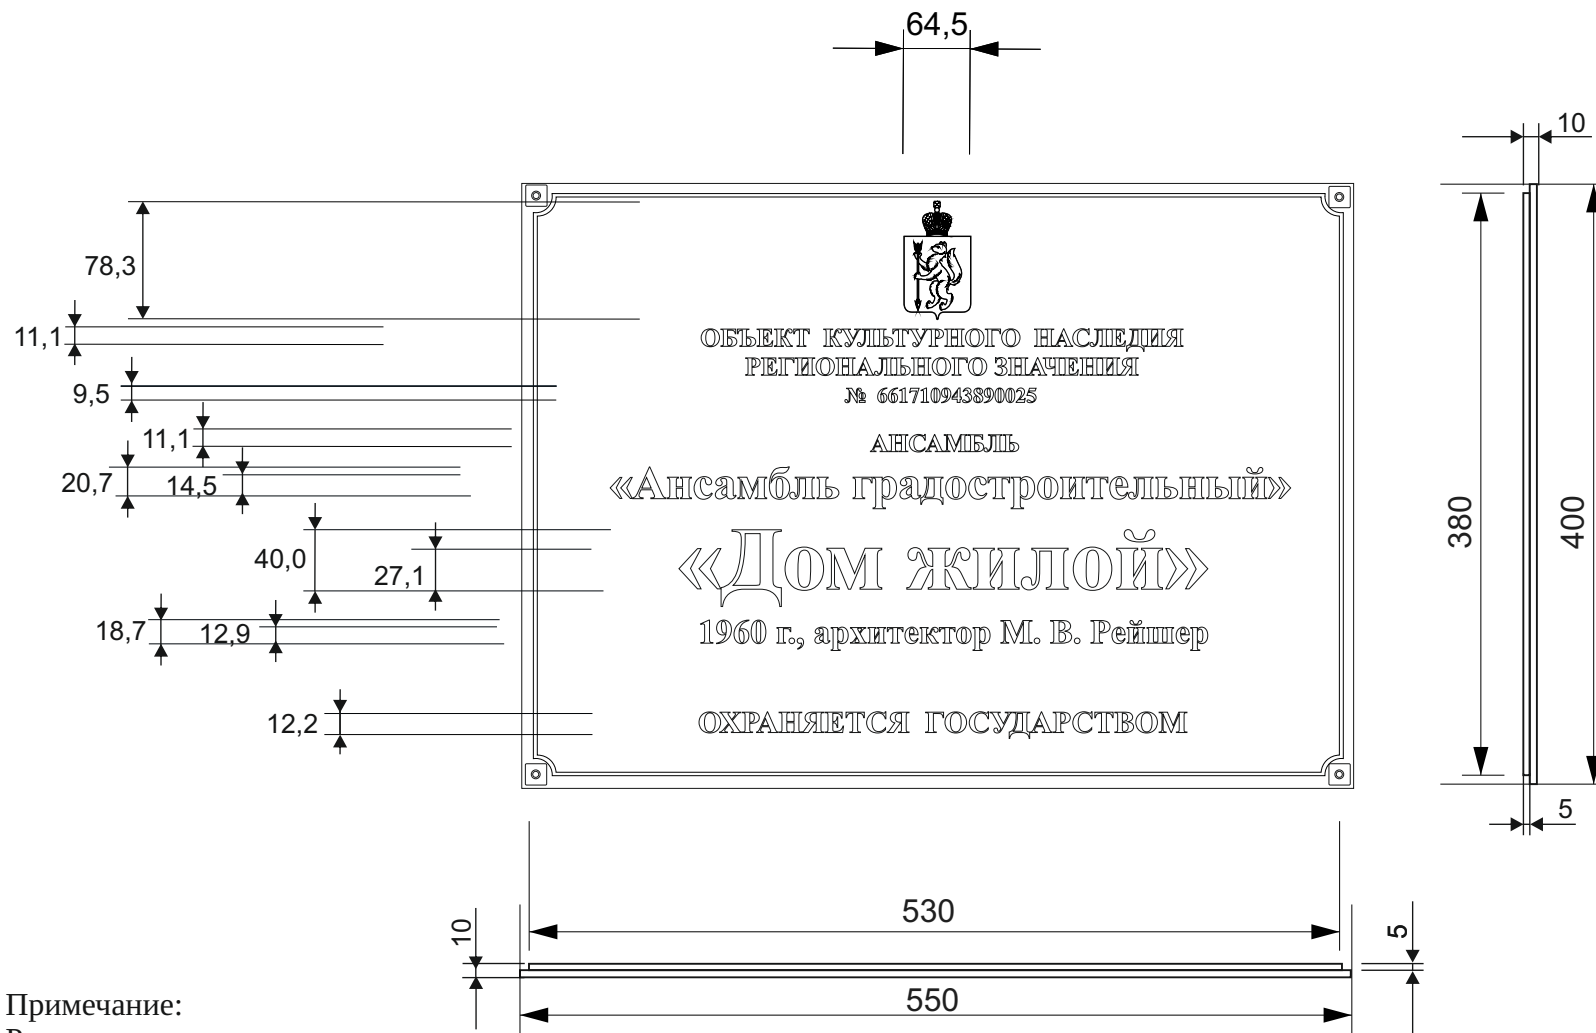 64,5
10
78,3
11,1
ОБЪЕКТ КУЛЬТУРНОГО НАСЛЕДИЯ
РЕГИОНАЛЬНОГО ЗНАЧЕНИЯ
9,5
№ 661710943890025
11,1
АНСАМБЛЬ
20,7
14,5
«Ансамбль градостроительный»
380
400
40,0
27,1
«Дом жилой»
18,7
12,9
1960 г., архитектор М. В. Рейшер
12,2
ОХРАНЯЕТСЯ ГОСУДАРСТВОМ
5
530
10
5
550
Примечание: